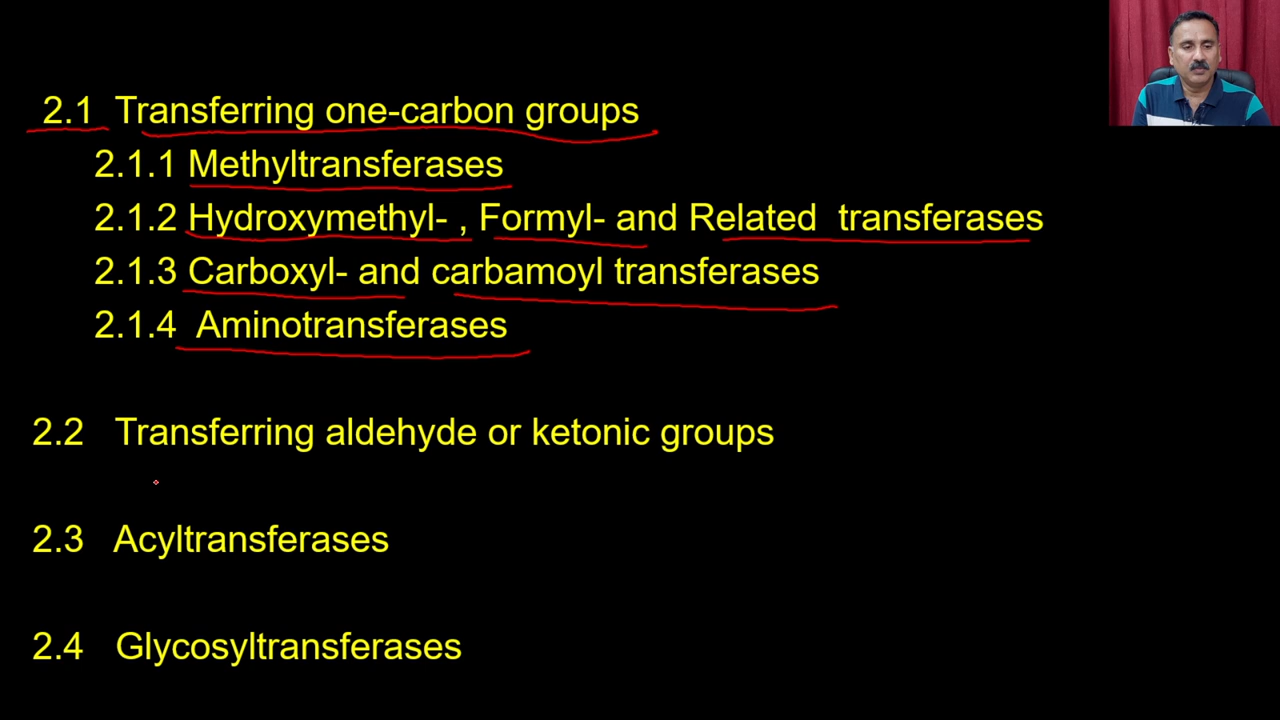 2.1 Transferring one-carbon groups
2.1.1 Methyltransferases
2.1.2 Hydroxymethyl- , Formyl- and Related transferases
2.1.3 Carboxyl- and carbamoyl transferases
2.1.4 Aminotransferases
2.2 Transferring aldehyde or ketonic groups
2.3 Acyltransferases
2.4 Glycosyltransferases